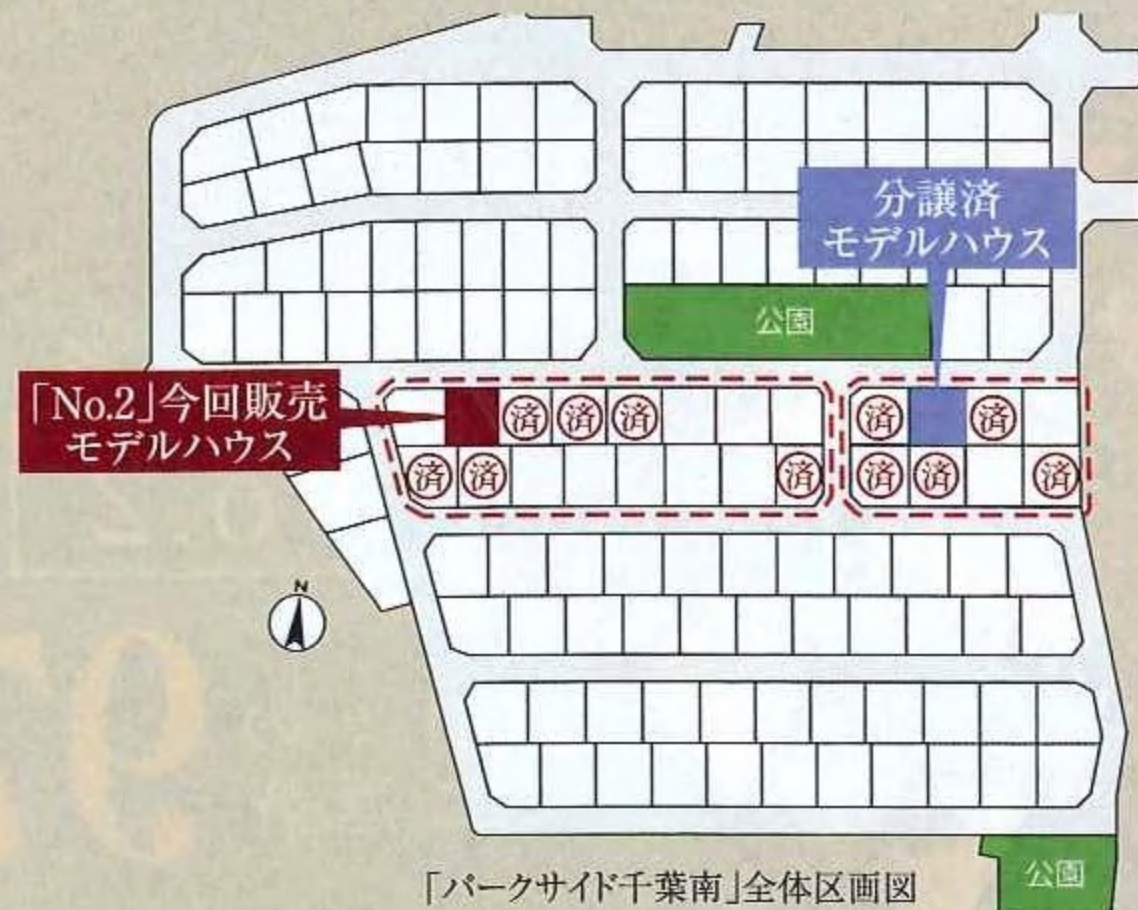 分譲済
モデルハウス
公園
「No.2」今回販売
モデルハウス
済 済 済 済 済
済 済 済 済 済 済
N
「パークサイド千葉南」全体区画図
公園